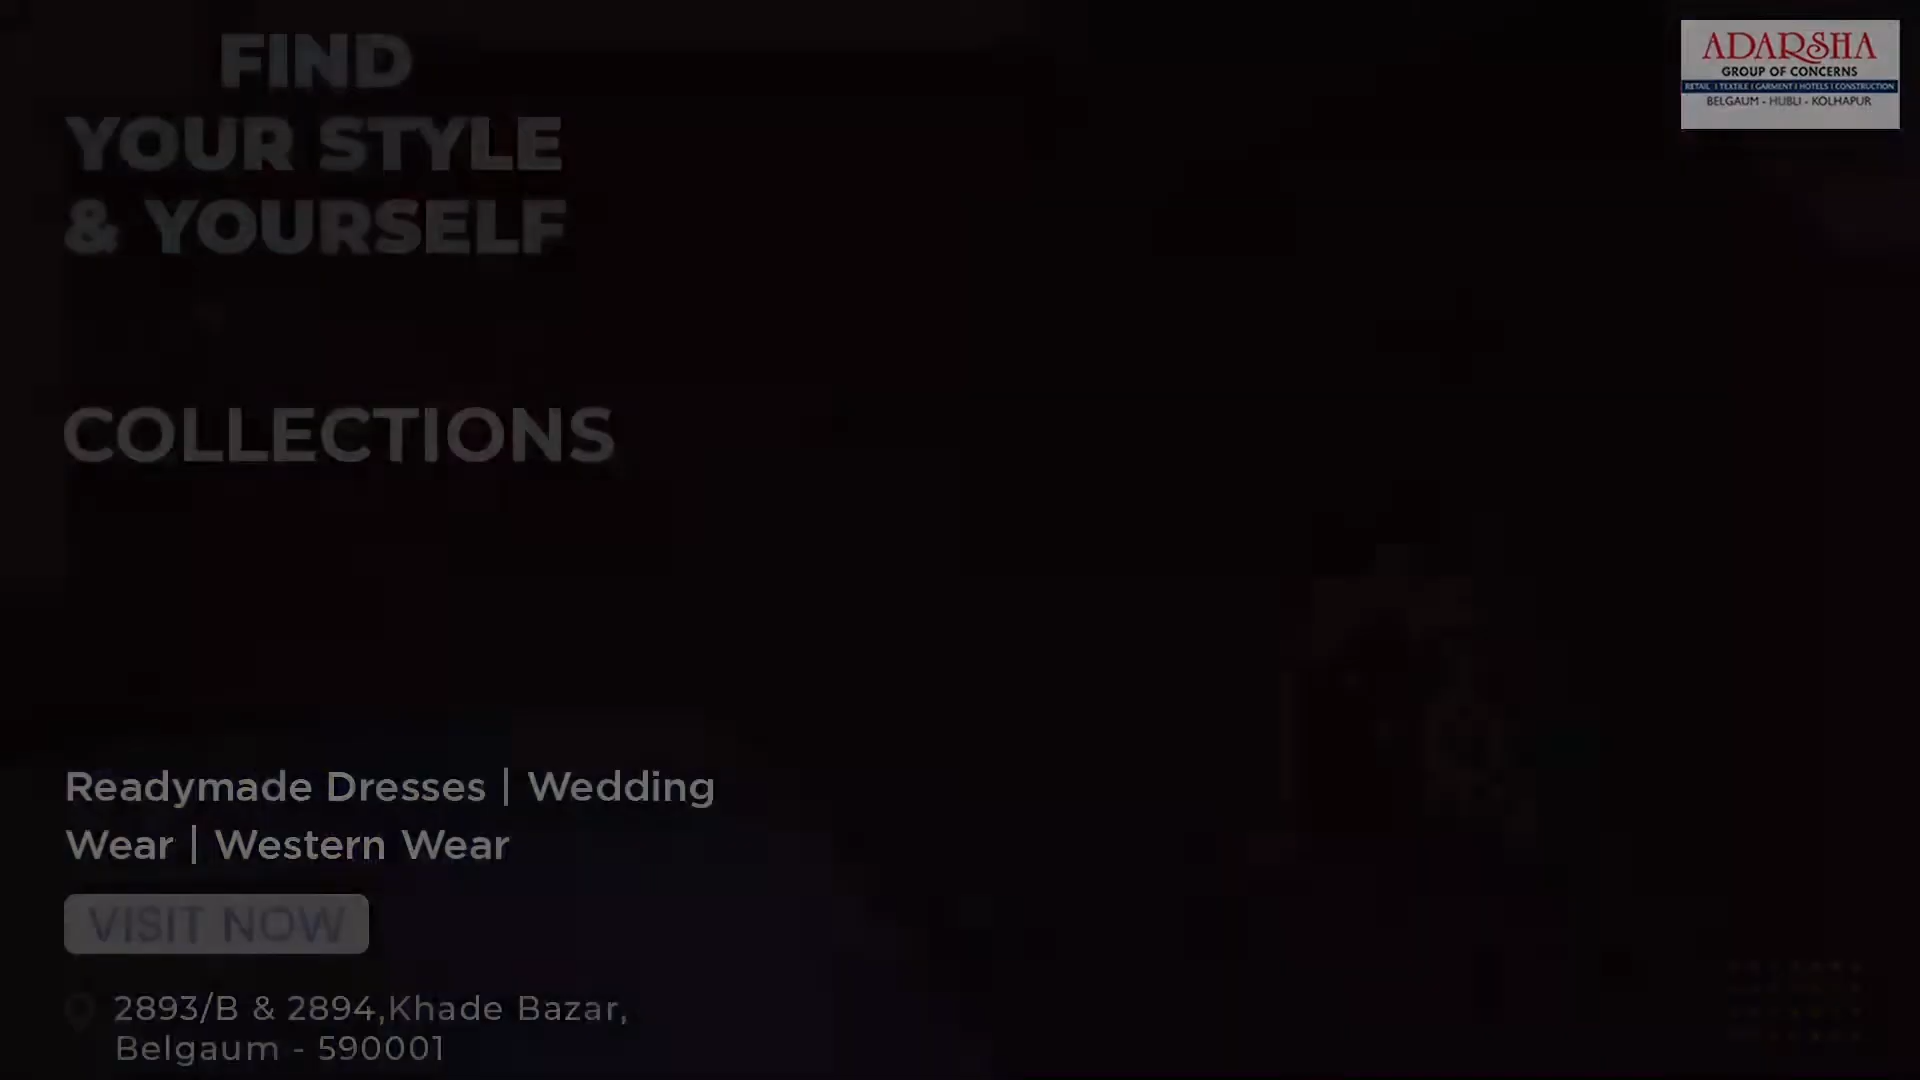 FIND
YOUR STYLE
& YOURSELF
COLLECTIONS
ADARSHA
GROUP OF CONCERNS
RETAIL I TEXTILE I GARMENT I HOTELS I CONSTRUCTION
BELGAUM - HUBLI - KOLHAPUR
Readymade Dresses | Wedding
Wear | Western Wear
VISIT NOW
2893/B & 2894,Khade Bazar,
Belgaum - 590001